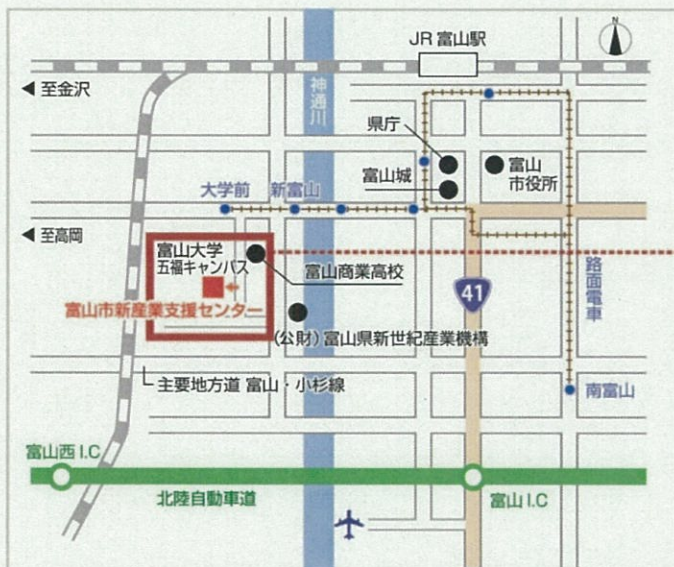 N
JR 富山駅
至金沢
神通川
県庁
富山城
富山
市役所
大学前
新富山
至高岡
富山大学
五福キャンパス
富山商業高校
富山市新産業支援センター
41
路面電車
(公財) 富山県新世紀産業機構
主要地方道 富山・小杉線
南富山
富山西 I.C
北陸自動車道
富山 I.C